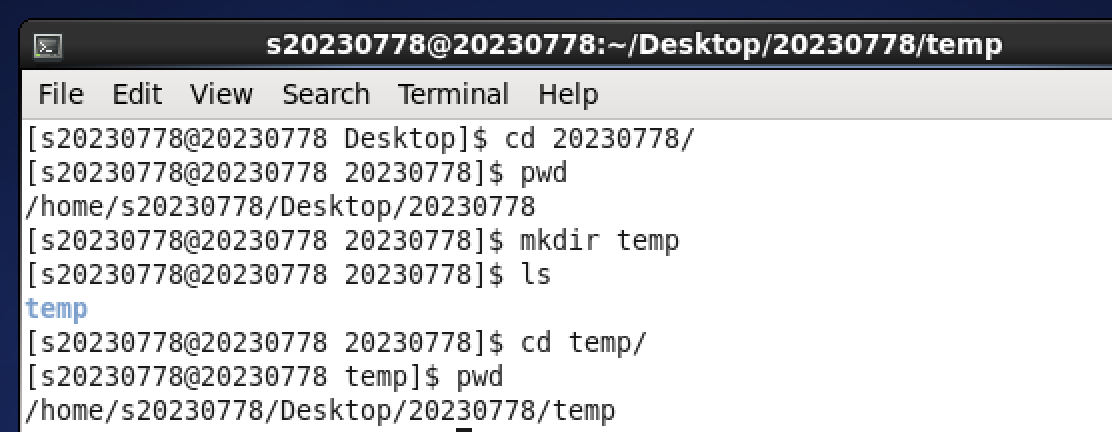 s20230778@20230778:~/Desktop/20230778/temp
File Edit View Search Terminal Help
[s20230778@20230778 Desktop]$ cd 20230778/
[s20230778@20230778 20230778]$ pwd
/home/s20230778/Desktop/20230778
[s20230778@20230778 20230778]$ mkdir temp
[s20230778@20230778 20230778]$ ls
temp
[s20230778@20230778 20230778]$ cd temp/
[s20230778@20230778 temp]$ pwd
/home/s20230778/Desktop/20230778/temp